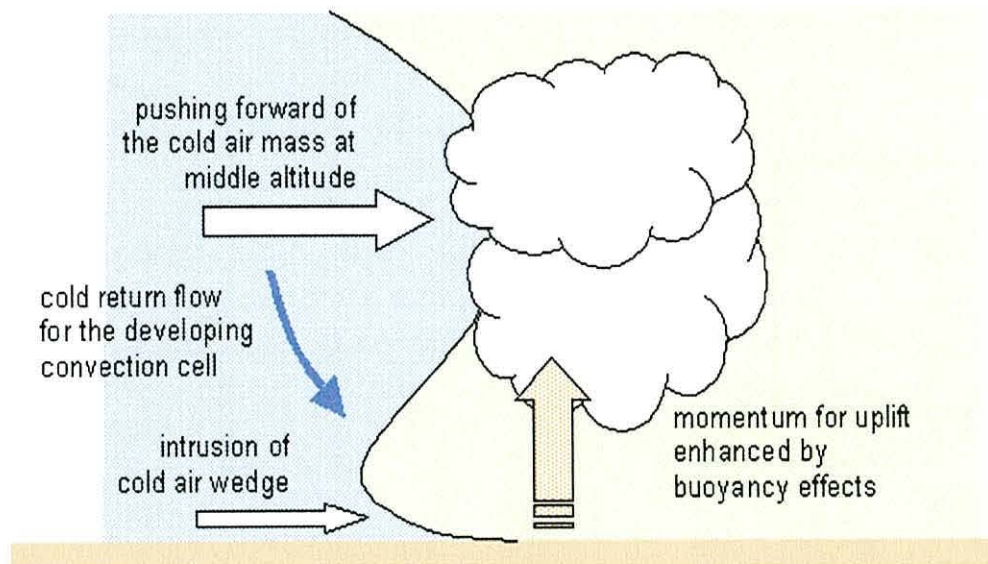 pushing forward of
the cold air mass at
middle altitude
cold return flow
for the developing
convection cell
intrusion of
cold air wedge
momentum for uplift
enhanced by
buoyancy effects